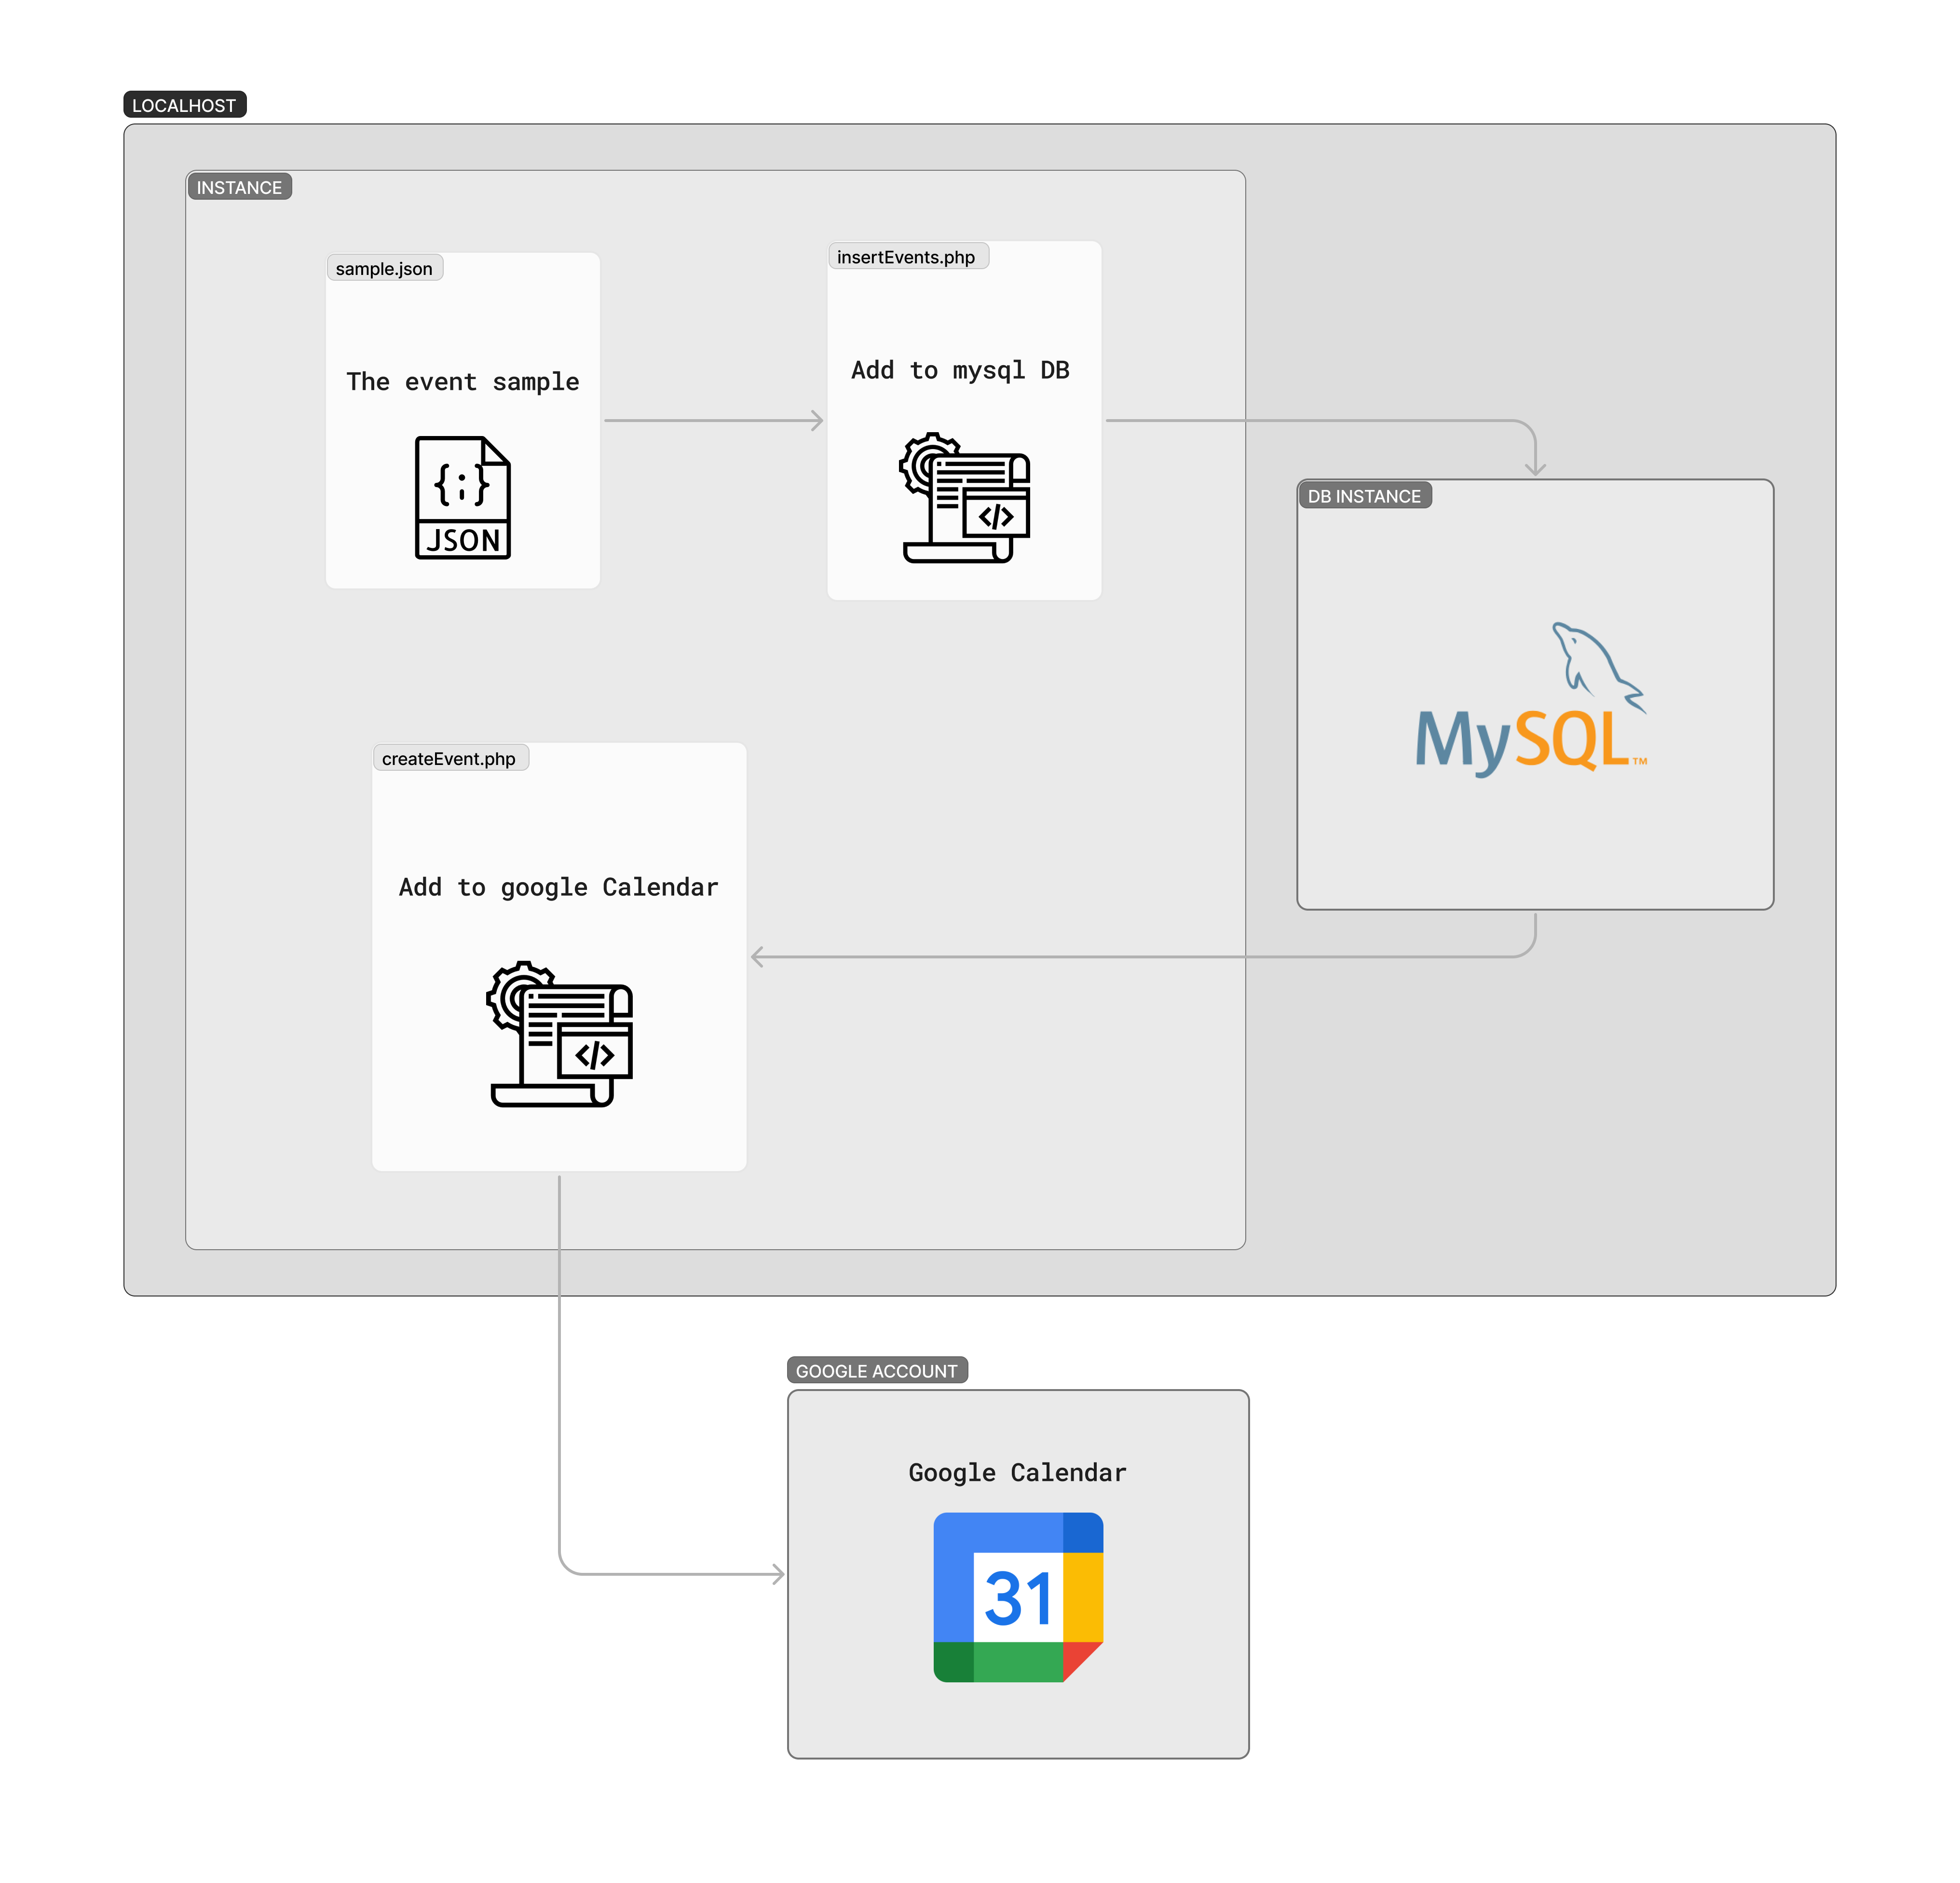 LOCALHOST
INSTANCE
sample.json
The event sample
{;}
JSON
insertEvents.php
Add to mysql DB
</>
DB INSTANCE
MySQL™
createEvent.php
Add to google Calendar
</>
GOOGLE ACCOUNT
Google Calendar
31